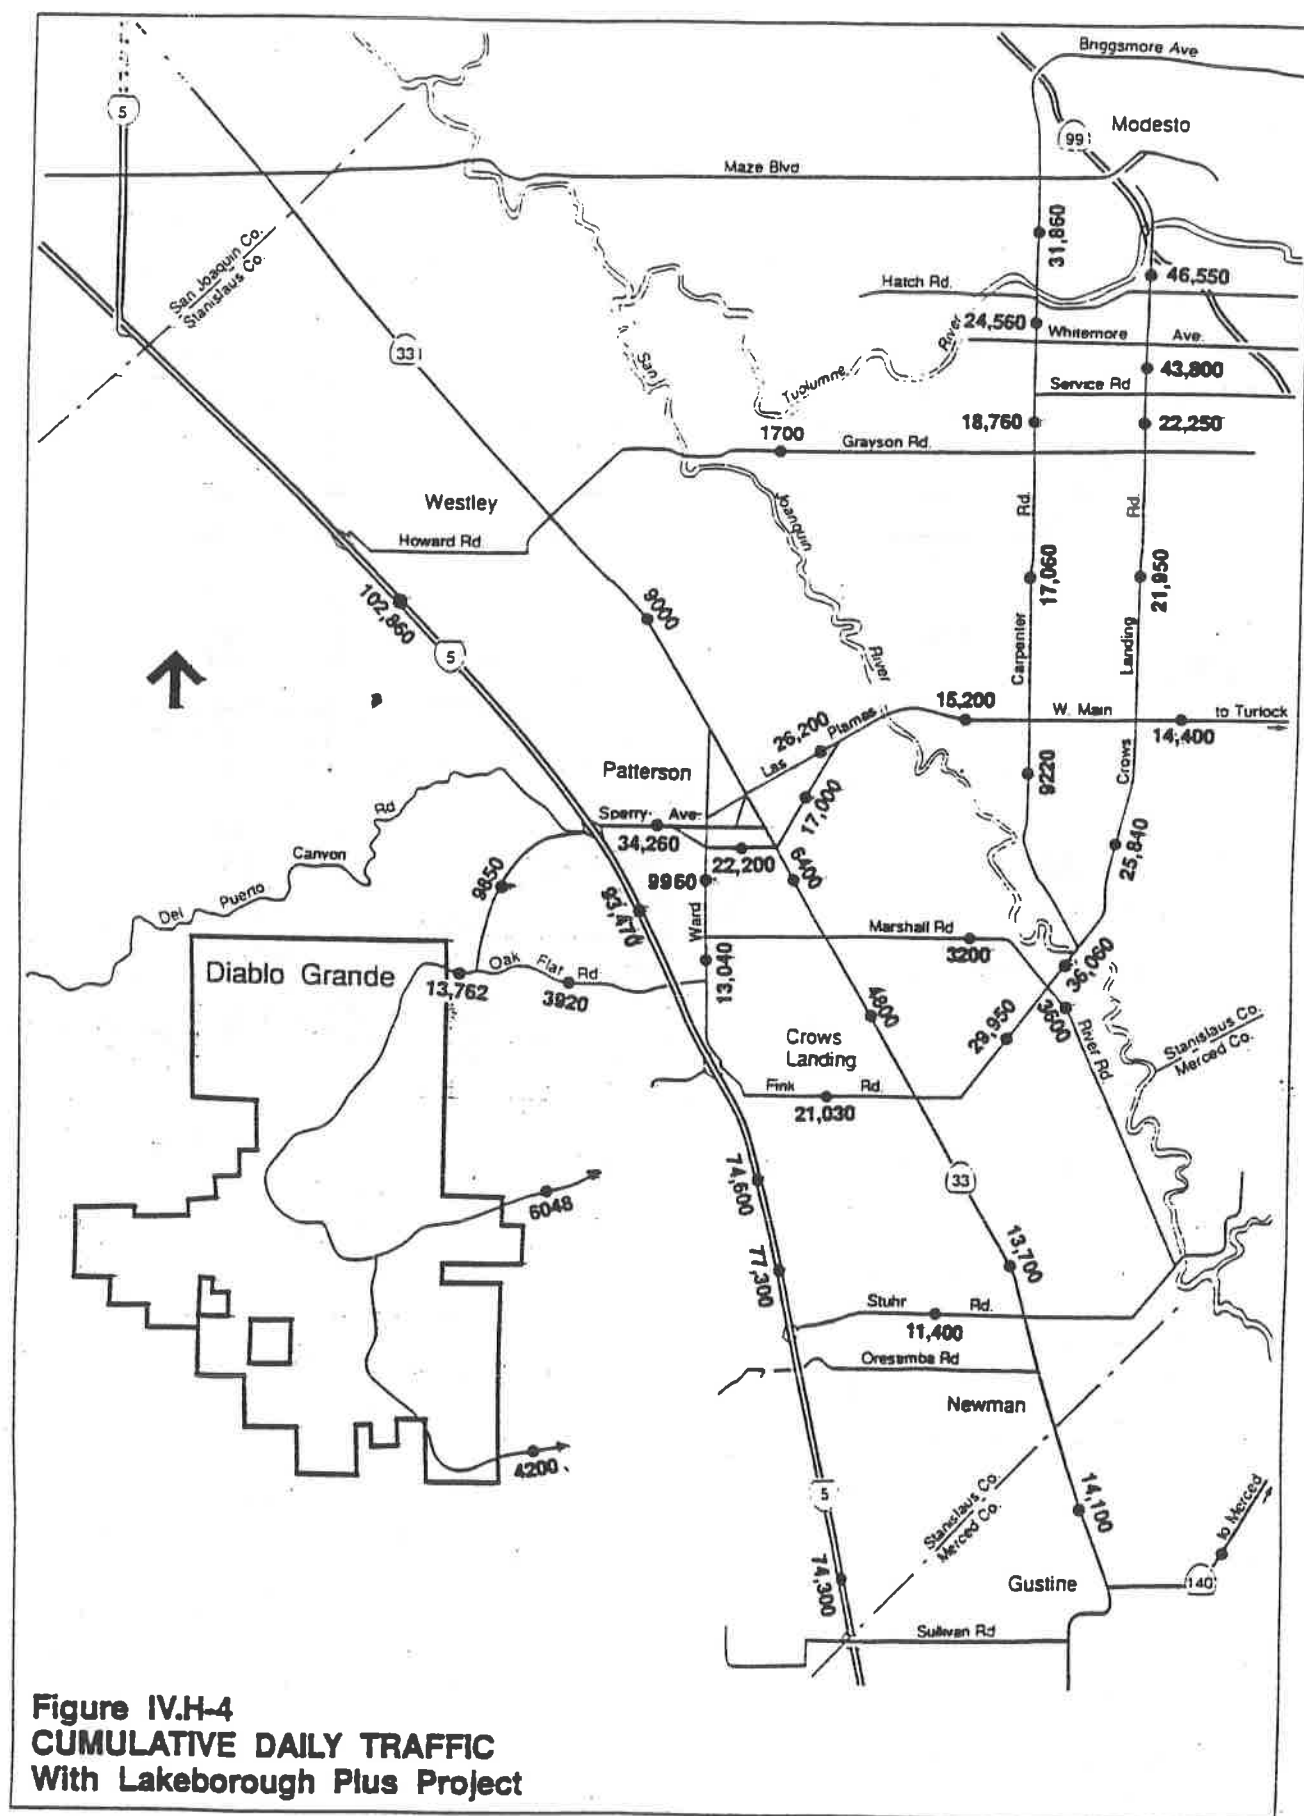 Briggsmore Ave
5
99
Modesto
Maze Blvd
31,860
San Joaquin Co.
Stanislaus Co.
46,550
Hatch Rd.
24,560
Whitemore Ave.
33
San
River
Tuolumne
43,800
Service Rd
18,760
22,250
1700
Grayson Rd.
Westley
Joanquin
Rd.
Rd.
Howard Rd.
17,060
21,950
102,860
9000
5
River
Carpenter
Landing
15,200
W. Main
to Turlock
26,200
Plamas
14,400
Las
Patterson
9220
Crows
17,000
Sperry Ave.
34,260
25,840
Rd
Canyon
22,200
6400
9850
9960
Puerto
Del
93,470
Ward
Marshall Rd
3200
Diablo Grande
Oak Flat Rd
13,762
3920
13,040
36,060
4800
29,950
3600
River Rd.
Stanislaus Co.
Merced Co.
Crows
Landing
Fink Rd.
21,030
74,600
33
6048
13,700
77,300
Stuhr Rd.
11,400
Orestamba Rd
Newman
4200
5
14,100
Stanislaus Co.
Merced Co.
to Merced
74,300
Gustine
140
Sullivan Rd
Figure IV.H-4
CUMULATIVE DAILY TRAFFIC
With Lakeborough Plus Project